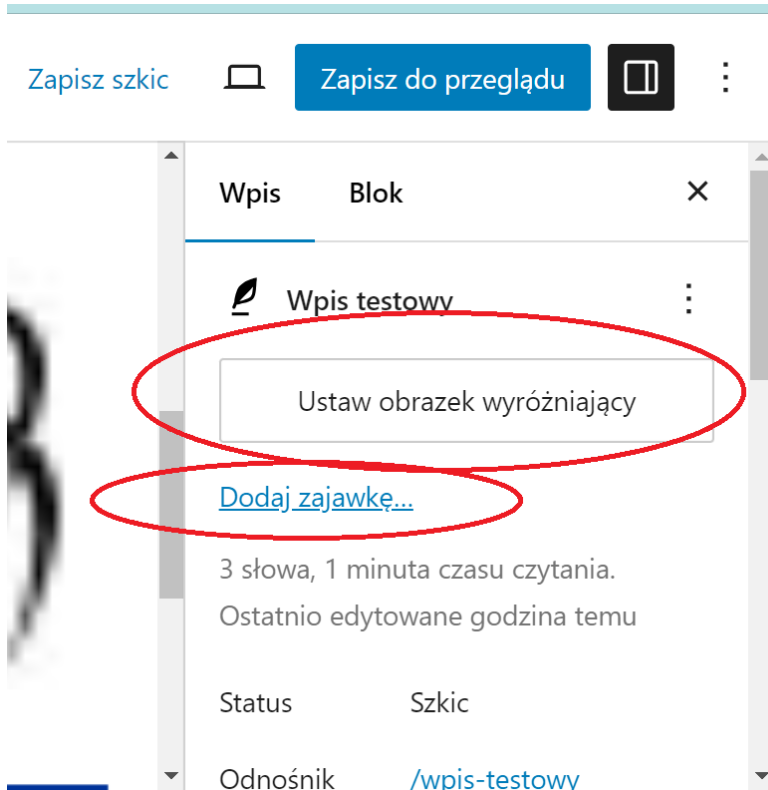 Zapisz szkic Zapisz do przeglądu
Wpis Blok
Wpis testowy
Ustaw obrazek wyróżniający
Dodaj zajawkę...
3 słowa, 1 minuta czasu czytania.
Ostatnio edytowane godzina temu
Status Szkic
Odnośnik /wpis-testowy